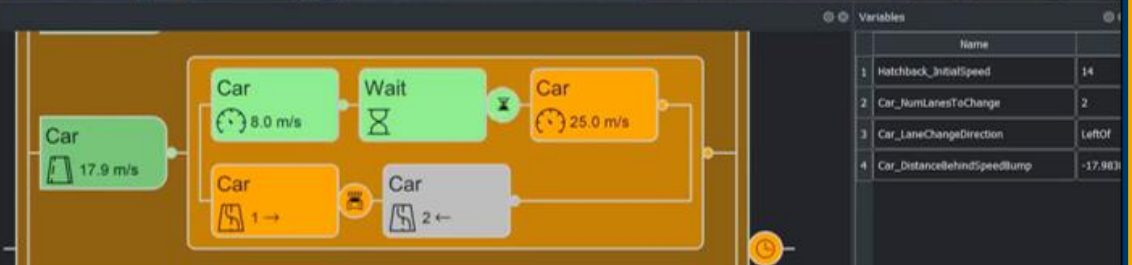 Variables
Name
1 Hatchback_InitialSpeed 14
2 Car_NumLanesToChange 2
3 Car_LaneChangeDirection LeftOf
4 Car_DistanceBehindSpeedBump
Car
17.9 m/s
Car
8.0 m/s
Wait
Car
25.0 m/s
Car
1 →
Car
2 ←